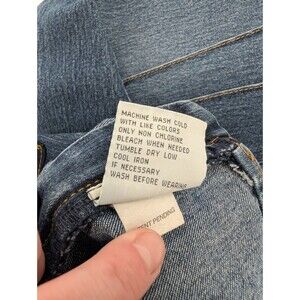 MACHINE WASH COLD
WITH LIKE COLORS
ONLY NON CHLORINE
BLEACH WHEN NEEDED
TUMBLE DRY LOW
COOL IRON
IF NECESSARY
WASH BEFORE WEARING
PENDING